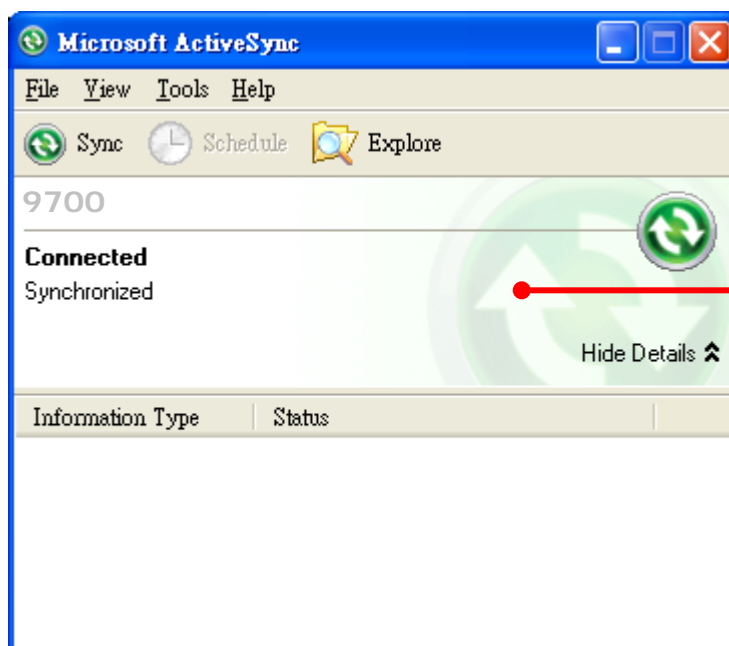 Microsoft ActiveSync
File View Tools Help
Sync Schedule Explore
9700
Connected
Synchronized
Hide Details
Information Type Status